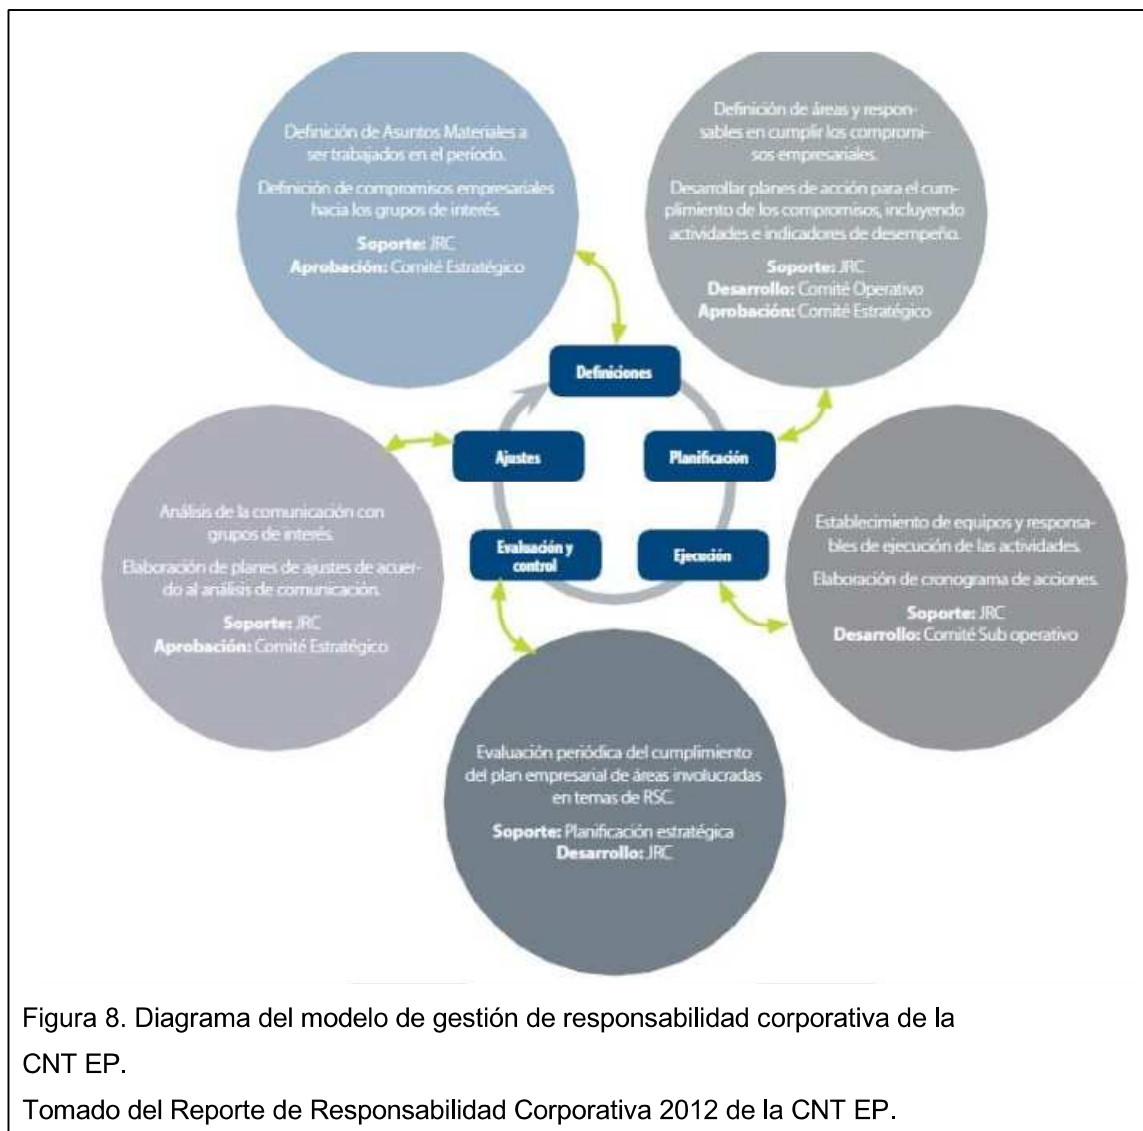 Definición de Asuntos Materiales a
ser trabajados en el período.
Definición de compromisos empresariales
hacia los grupos de interés.
Soporte: JRC
Aprobación: Comité Estratégico
Definición de áreas y respon-
sables en cumplir los compromi-
sos empresariales.
Desarrollar planes de acción para el cum-
plimiento de los compromisos, incluyendo
actividades e indicadores de desempeño.
Soporte: JRC
Desarrollo: Comité Operativo
Aprobación: Comité Estratégico
Definiciones
Ajustes
Planificación
Evaluación y
control
Ejecución
Análisis de la comunicación con
grupos de interés.
Elaboración de planes de ajustes de acuer-
do al análisis de comunicación.
Soporte: JRC
Aprobación: Comité Estratégico
Establecimiento de equipos y responsa-
bles de ejecución de las actividades.
Elaboración de cronograma de acciones.
Soporte: JRC
Desarrollo: Comité Sub operativo
Evaluación periódica del cumplimiento
del plan empresarial de áreas involucradas
en temas de RSC.
Soporte: Planificación estratégica
Desarrollo: JRC
Figura 8. Diagrama del modelo de gestión de responsabilidad corporativa de la
CNT EP.
Tomado del Reporte de Responsabilidad Corporativa 2012 de la CNT EP.